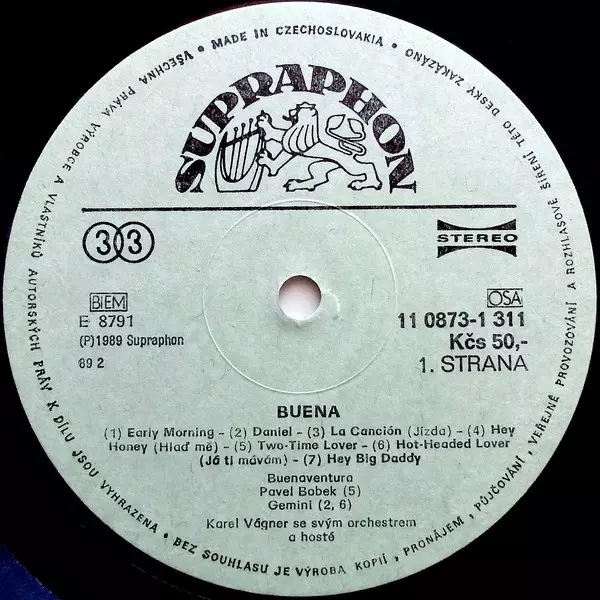 • MADE IN CZECHOSLOVAKIA •
VŠECHNA PRÁVA VÝROBCE A VLASTNÍKŮ AUTORSKÝCH PRÁV K DÍLU JSOU VYHRAZENA • BEZ SOUHLASU JE VÝROBA KOPIÍ, PRONÁJEM, PŮJČOVÁNÍ, VEŘEJNÉ PROVOZOVÁNÍ A ROZHLASOVÉ ŠÍŘENÍ TÉTO DESKY ZAKÁZÁNY
SUPRAPHON
33
STEREO
BIEM
E 8791
(P)1989 Supraphon
89 2
OSA
11 0873-1 311
Kčs 50,-
1. STRANA
BUENA
(1) Early Morning - (2) Daniel - (3) La Canción (Jízda) - (4) Hey
Honey (Hlaď mě) - (5) Two-Time Lover - (6) Hot-Headed Lover
(Já ti mávám) - (7) Hey Big Daddy
Buenaventura
Pavel Bobek (5)
Gemini (2, 6)
Karel Vágner se svým orchestrem
a hosté